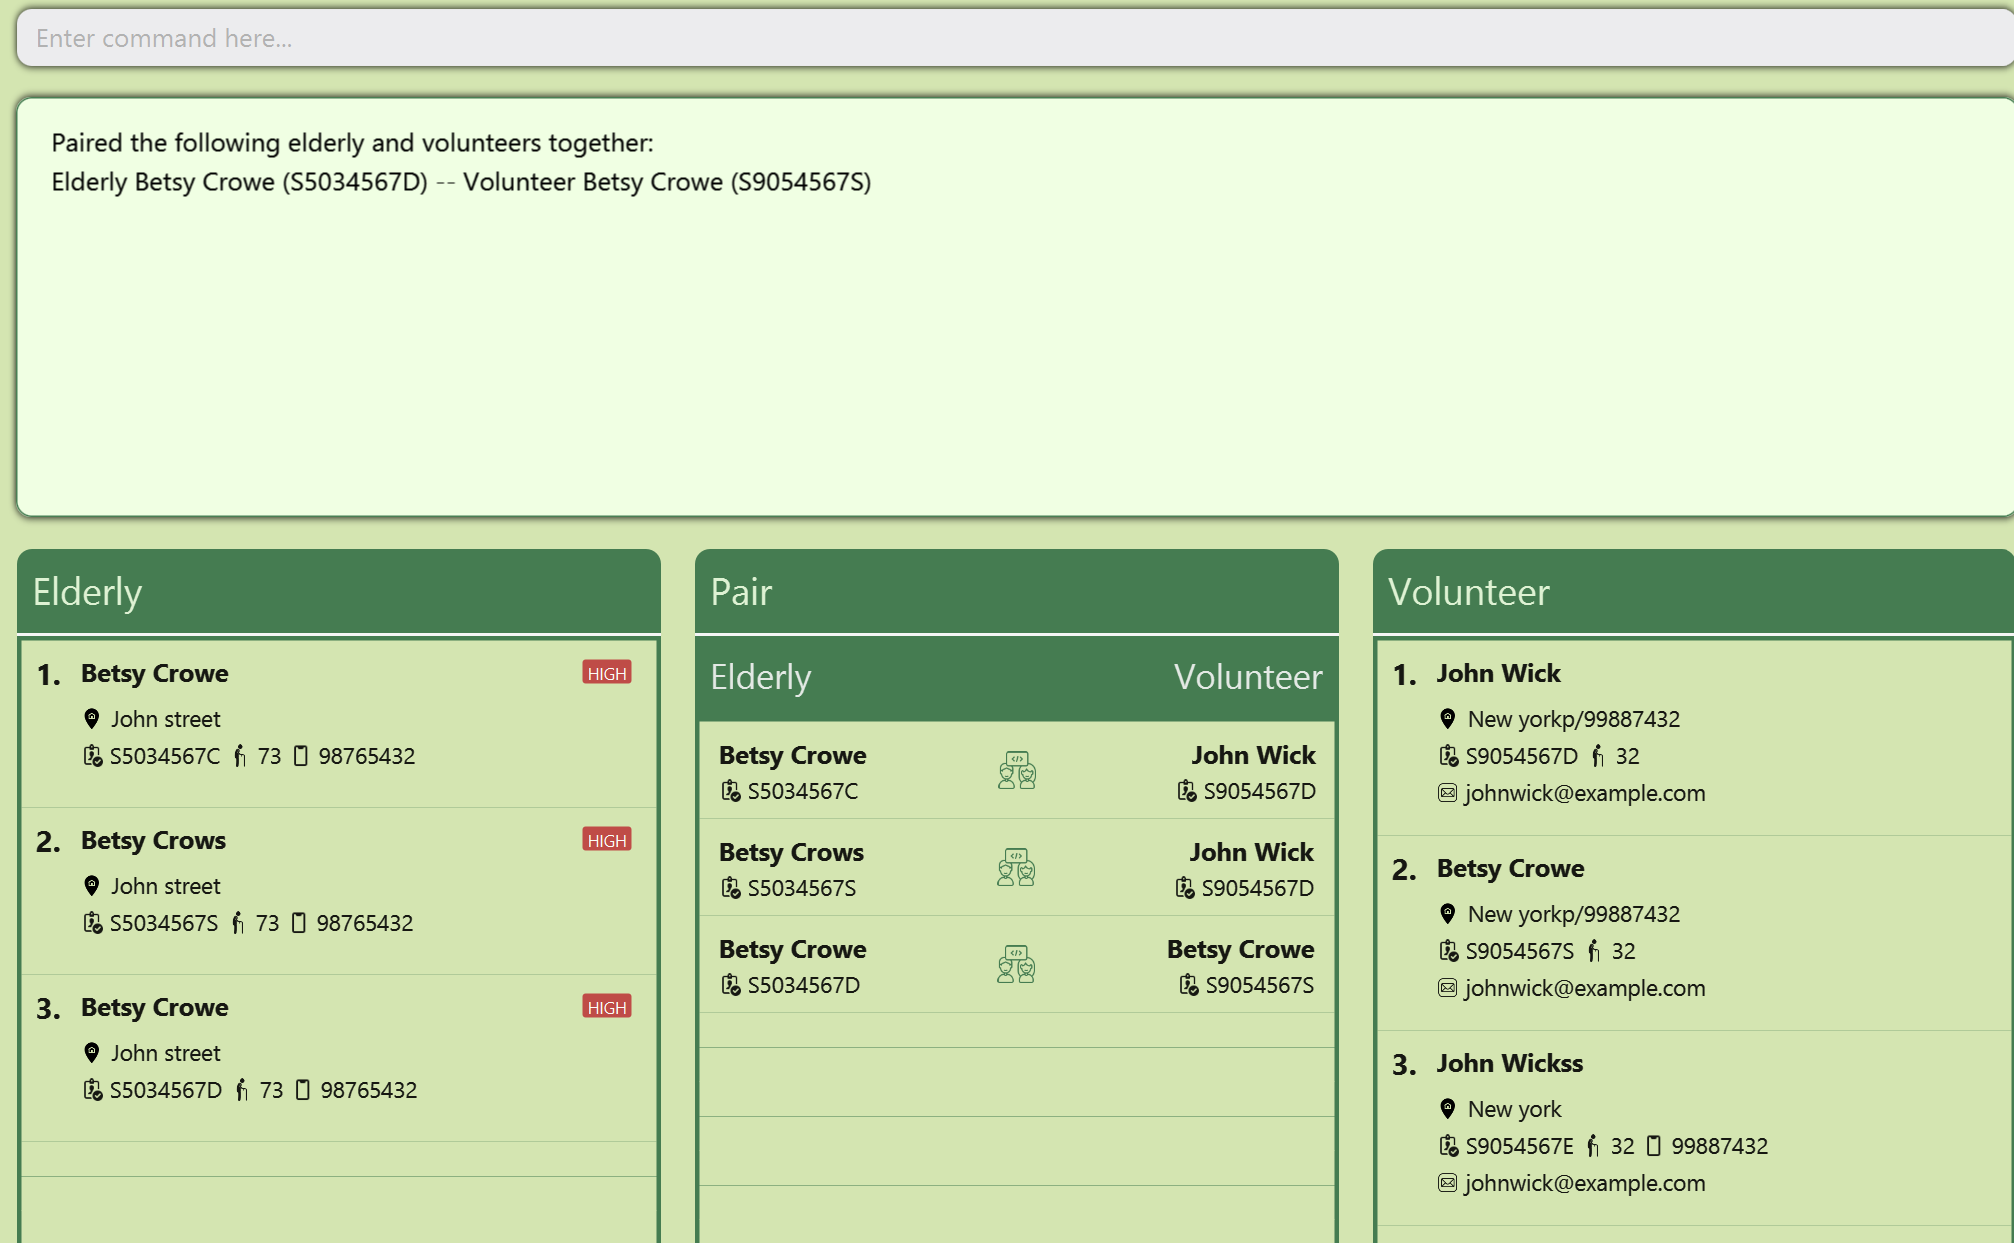 Enter command here...
Paired the following elderly and volunteers together:
Elderly Betsy Crowe (S5034567D) -- Volunteer Betsy Crowe (S9054567S)
Elderly
1. Betsy Crowe HIGH
John street
S5034567C 73 98765432
2. Betsy Crows HIGH
John street
S5034567S 73 98765432
3. Betsy Crowe HIGH
John street
S5034567D 73 98765432
Pair
Elderly Volunteer
Betsy Crowe John Wick
S5034567C S9054567D
Betsy Crows John Wick
S5034567S S9054567D
Betsy Crowe Betsy Crowe
S5034567D S9054567S
Volunteer
1. John Wick
New yorkp/99887432
S9054567D 32
johnwick@example.com
2. Betsy Crowe
New yorkp/99887432
S9054567S 32
johnwick@example.com
3. John Wickss
New york
S9054567E 32 99887432
johnwick@example.com